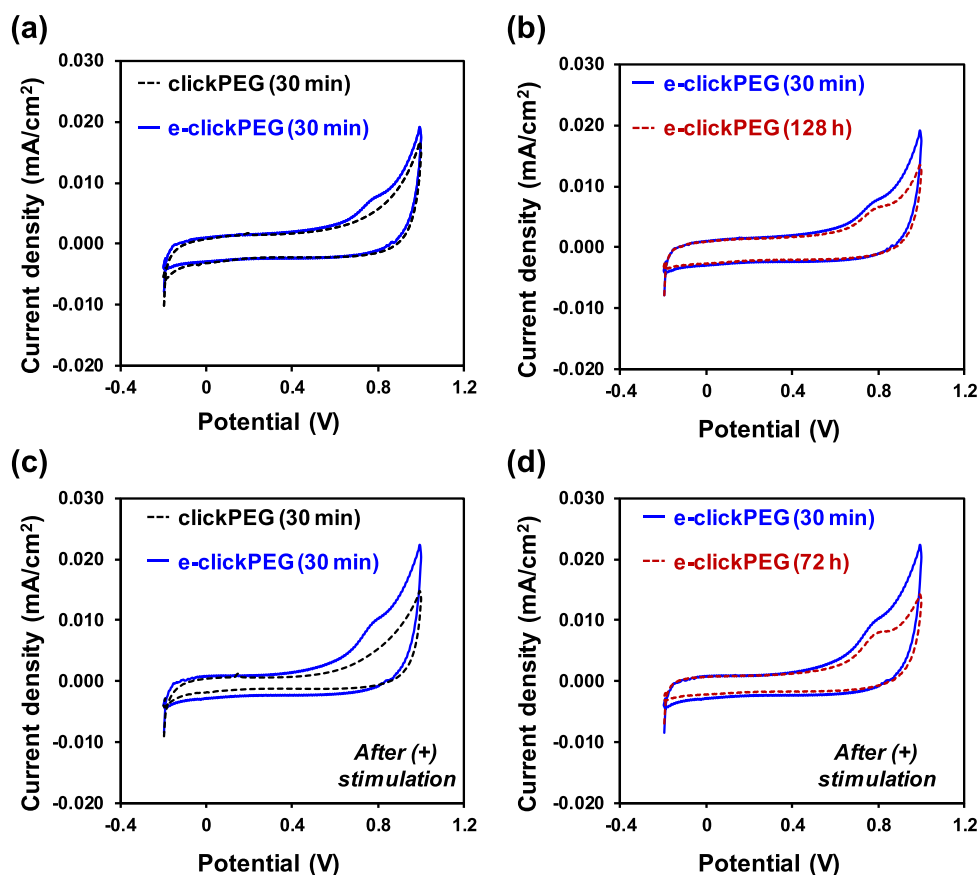 (a)
clickPEG (30 min)
e-clickPEG (30 min)
Current density (mA/cm²)
0.030
0.020
0.010
0.000
-0.010
-0.020
-0.4
0
0.4
0.8
1.2
Potential (V)
(b)
e-clickPEG (30 min)
e-clickPEG (128 h)
Current density (mA/cm²)
0.030
0.020
0.010
0.000
-0.010
-0.020
-0.4
0
0.4
0.8
1.2
Potential (V)
(c)
clickPEG (30 min)
e-clickPEG (30 min)
Current density (mA/cm²)
0.030
0.020
0.010
0.000
-0.010
-0.020
After (+)
stimulation
-0.4
0
0.4
0.8
1.2
Potential (V)
(d)
e-clickPEG (30 min)
e-clickPEG (72 h)
Current density (mA/cm²)
0.030
0.020
0.010
0.000
-0.010
-0.020
After (+)
stimulation
-0.4
0
0.4
0.8
1.2
Potential (V)